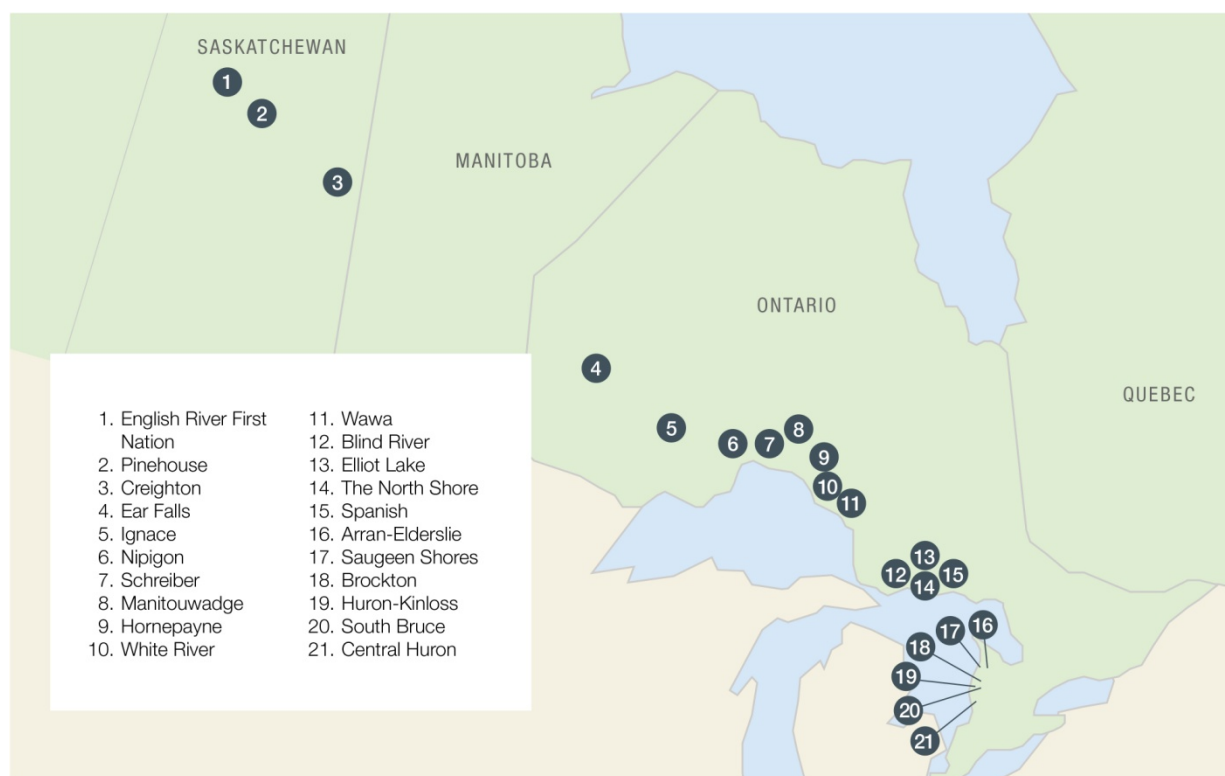 SASKATCHEWAN
1
2
3
MANITOBA
ONTARIO
QUEBEC
4
5
6
7
8
9
10
11
12
13
14
15
16
17
18
19
20
21
1. English River First
Nation
2. Pinehouse
3. Creighton
4. Ear Falls
5. Ignace
6. Nipigon
7. Schreiber
8. Manitouwadge
9. Hornepayne
10. White River
11. Wawa
12. Blind River
13. Elliot Lake
14. The North Shore
15. Spanish
16. Arran-Elderslie
17. Saugeen Shores
18. Brockton
19. Huron-Kinloss
20. South Bruce
21. Central Huron